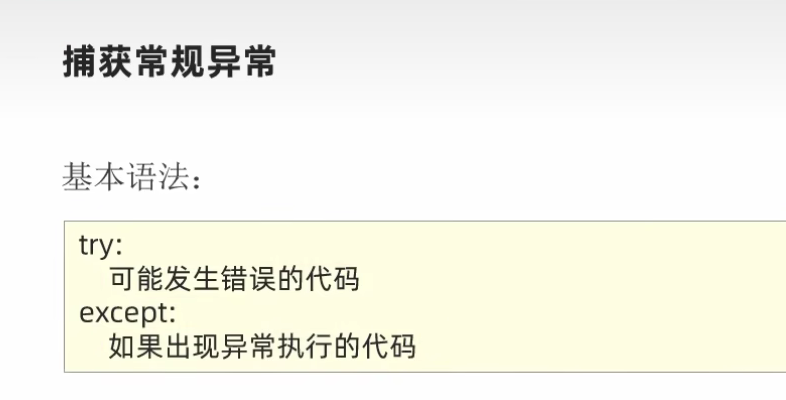 捕获常规异常
基本语法：
try:
可能发生错误的代码
except:
如果出现异常执行的代码